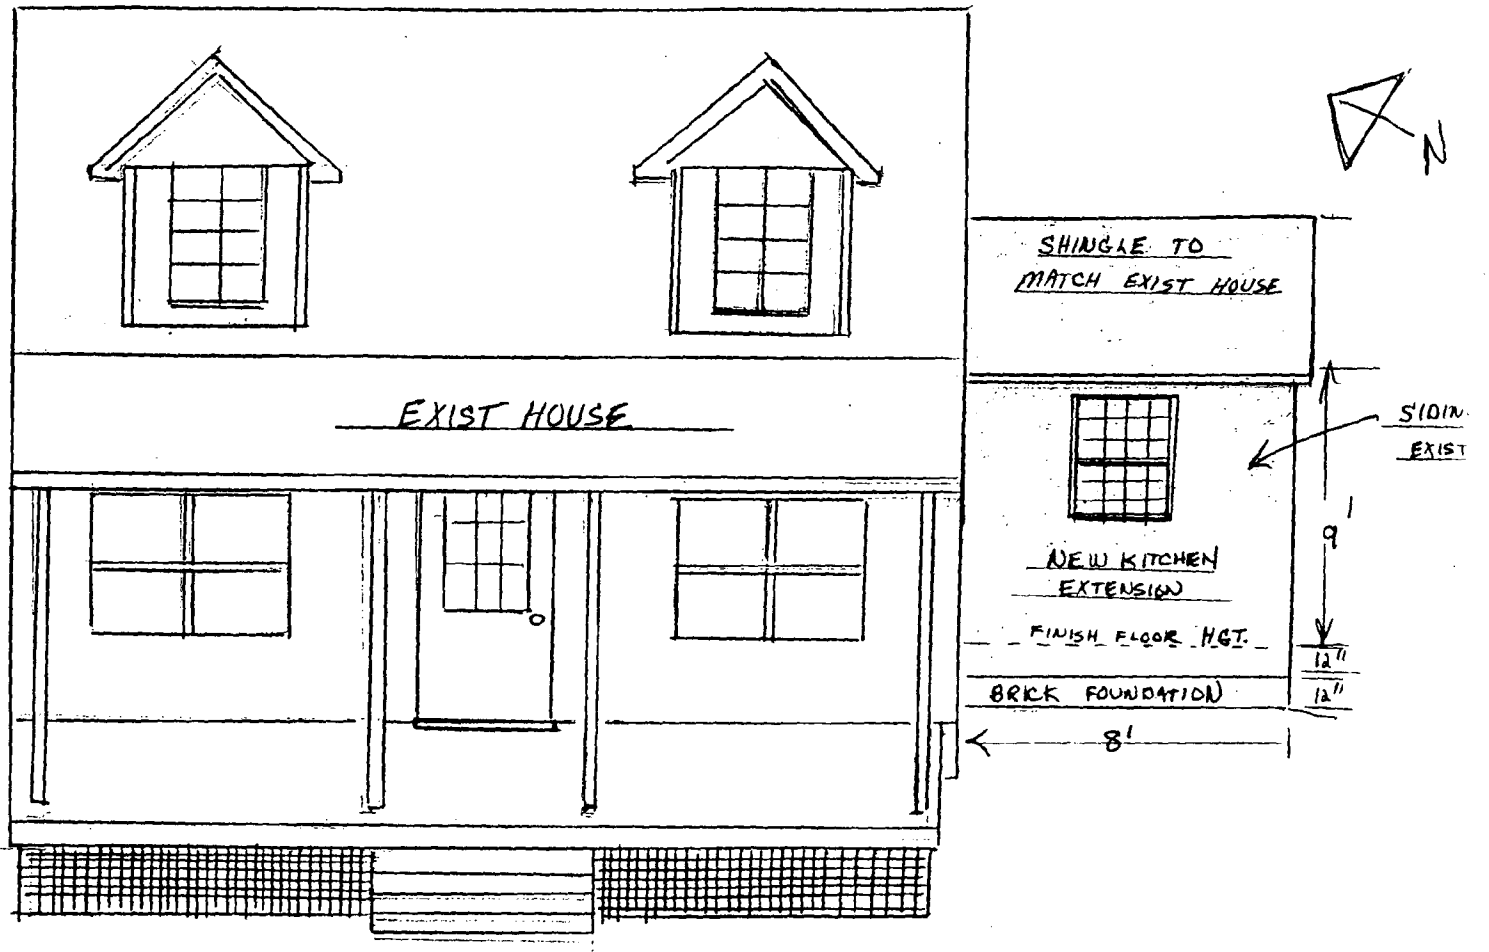 N
SHINGLE TO
MATCH EXIST HOUSE
EXIST HOUSE
SIDIN
EXIST
9'
NEW KITCHEN
EXTENSION
FINISH FLOOR HGT.
12"
BRICK FOUNDATION
12"
8'